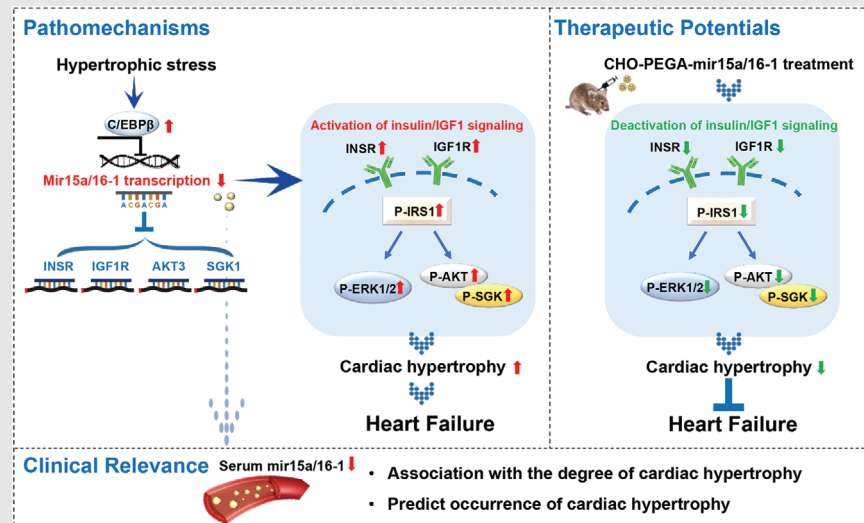 Pathomechanisms
Hypertrophic stress
C/EBPβ
Mir15a/16-1 transcription
ACGACGA
INSR IGF1R AKT3 SGK1
Activation of insulin/IGF1 signaling
INSR IGF1R
P-IRS1
P-ERK1/2
P-AKT
P-SGK
Cardiac hypertrophy
Heart Failure
Therapeutic Potentials
CHO-PEGA-mir15a/16-1 treatment
Deactivation of insulin/IGF1 signaling
INSR IGF1R
P-IRS1
P-ERK1/2
P-AKT
P-SGK
Cardiac hypertrophy
Heart Failure
Clinical Relevance
Serum mir15a/16-1
• Association with the degree of cardiac hypertrophy
• Predict occurrence of cardiac hypertrophy